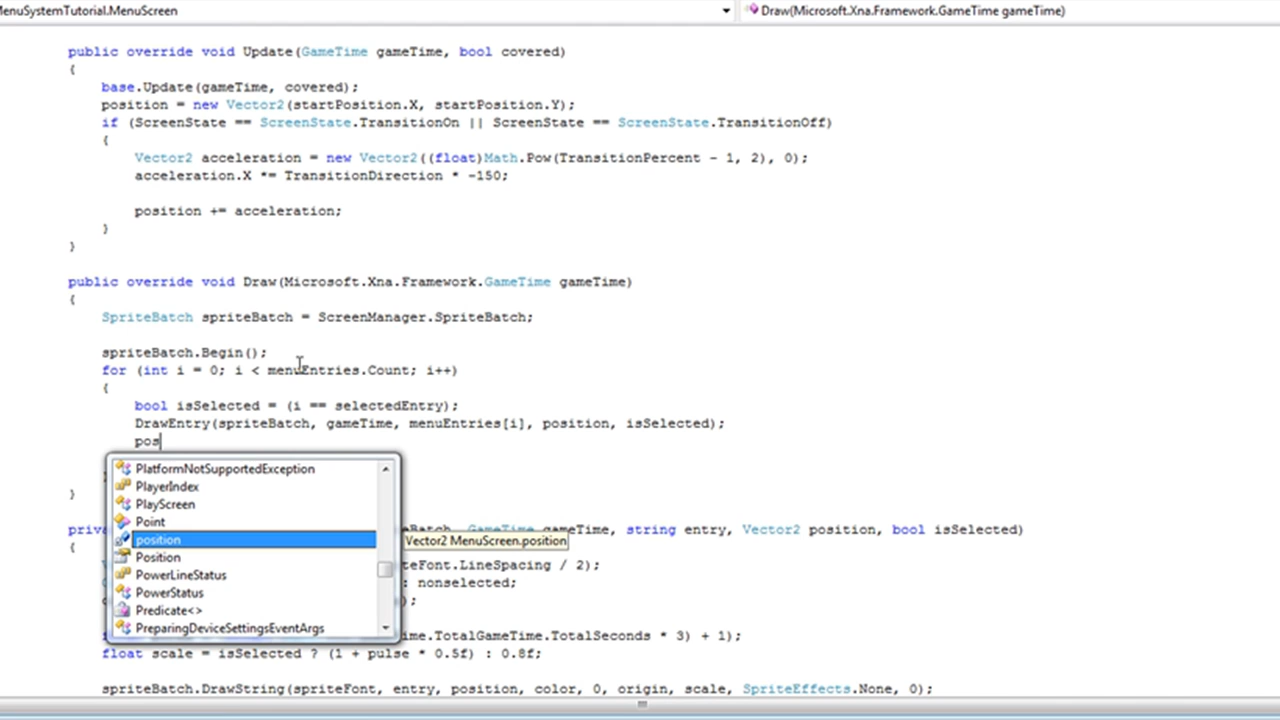 MenuSystemTutorial.MenuScreen
Draw(Microsoft.Xna.Framework.GameTime gameTime)
public override void Update(GameTime gameTime, bool covered)
{
base.Update(gameTime, covered);
position = new Vector2(startPosition.X, startPosition.Y);
if (ScreenState == ScreenState.TransitionOn || ScreenState == ScreenState.TransitionOff)
{
Vector2 acceleration = new Vector2((float)Math.Pow(TransitionPercent - 1, 2), 0);
acceleration.X *= TransitionDirection * -150;
position += acceleration;
}
}
public override void Draw(Microsoft.Xna.Framework.GameTime gameTime)
{
SpriteBatch spriteBatch = ScreenManager.SpriteBatch;
spriteBatch.Begin();
for (int i = 0; i < menuEntries.Count; i++)
{
bool isSelected = (i == selectedEntry);
DrawEntry(spriteBatch, gameTime, menuEntries[i], position, isSelected);
pos
PlatformNotSupportedException
PlayerIndex
PlayScreen
}
Point
GameTime gameTime, string entry, Vector2 position, bool isSelected)
position
Vector2 MenuScreen.position
{
Position
.LineSpacing / 2);
PowerLineStatus
: nonselected;
PowerStatus
);
Predicate<>
PreparingDeviceSettingsEventArgs
.TotalGameTime.TotalSeconds * 3) + 1);
float scale = isSelected ? (1 + pulse * 0.5f) : 0.8f;
spriteBatch.DrawString(spriteFont, entry, position, color, 0, origin, scale, SpriteEffects.None, 0);